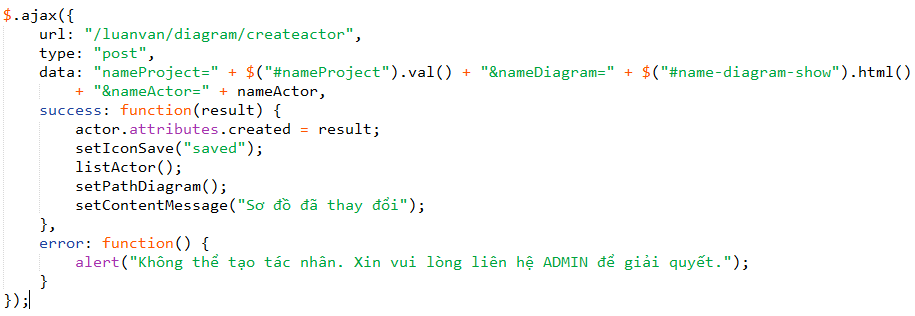 $.ajax({
    url: "/luanvan/diagram/createactor",
    type: "post",
    data: "nameProject=" + $("#nameProject").val() + "&nameDiagram=" + $("#name-diagram-show").html()
        + "&nameActor=" + nameActor,
    success: function(result) {
        actor.attributes.created = result;
        setIconSave("saved");
        listActor();
        setPathDiagram();
        setContentMessage("Sơ đồ đã thay đổi");
    },
    error: function() {
        alert("Không thể tạo tác nhân. Xin vui lòng liên hệ ADMIN để giải quyết.");
    }
});